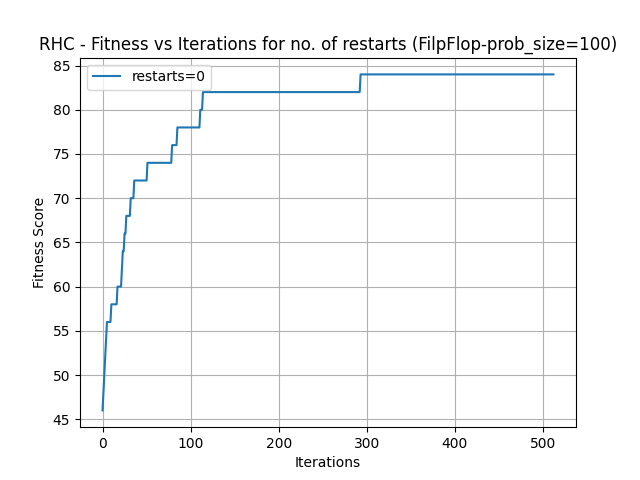 RHC - Fitness vs Iterations for no. of restarts (FilpFlop-prob_size=100)
restarts=0
85
80
75
70
65
60
55
50
45
Fitness Score
0 100 200 300 400 500
Iterations